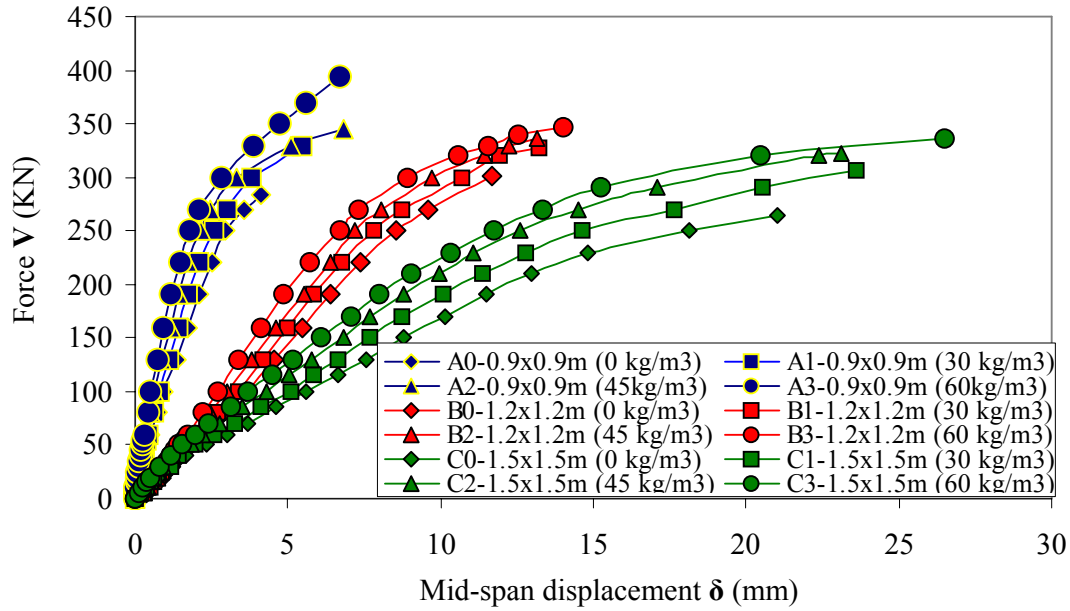 450
400
350
300
250
200
150
100
50
0
Force V (KN)
A0-0.9x0.9m (0 kg/m3) A1-0.9x0.9m (30 kg/m3)
A2-0.9x0.9m (45kg/m3) A3-0.9x0.9m (60kg/m3)
B0-1.2x1.2m (0 kg/m3) B1-1.2x1.2m (30 kg/m3)
B2-1.2x1.2m (45 kg/m3) B3-1.2x1.2m (60 kg/m3)
C0-1.5x1.5m (0 kg/m3) C1-1.5x1.5m (30 kg/m3)
C2-1.5x1.5m (45 kg/m3) C3-1.5x1.5m (60 kg/m3)
0 5 10 15 20 25 30
Mid-span displacement δ (mm)